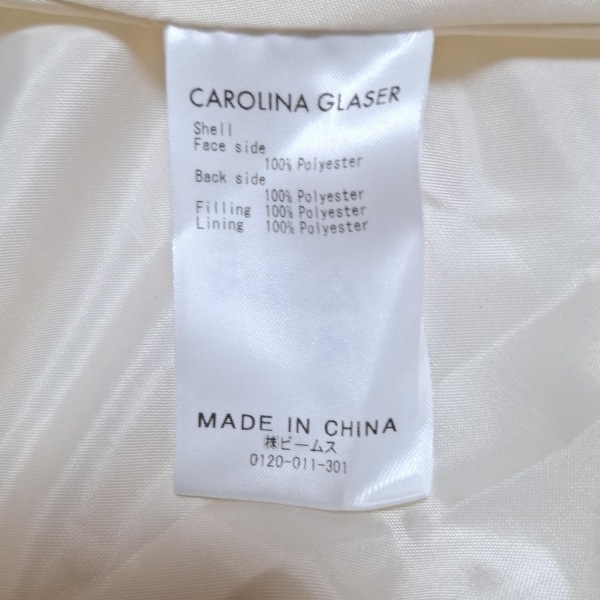 CAROLINA GLASER
Shell
Face side
100% Polyester
Back side
100% Polyester
Filling 100% Polyester
Lining 100% Polyester
MADE IN CHINA
㈱ビームス
0120-011-301